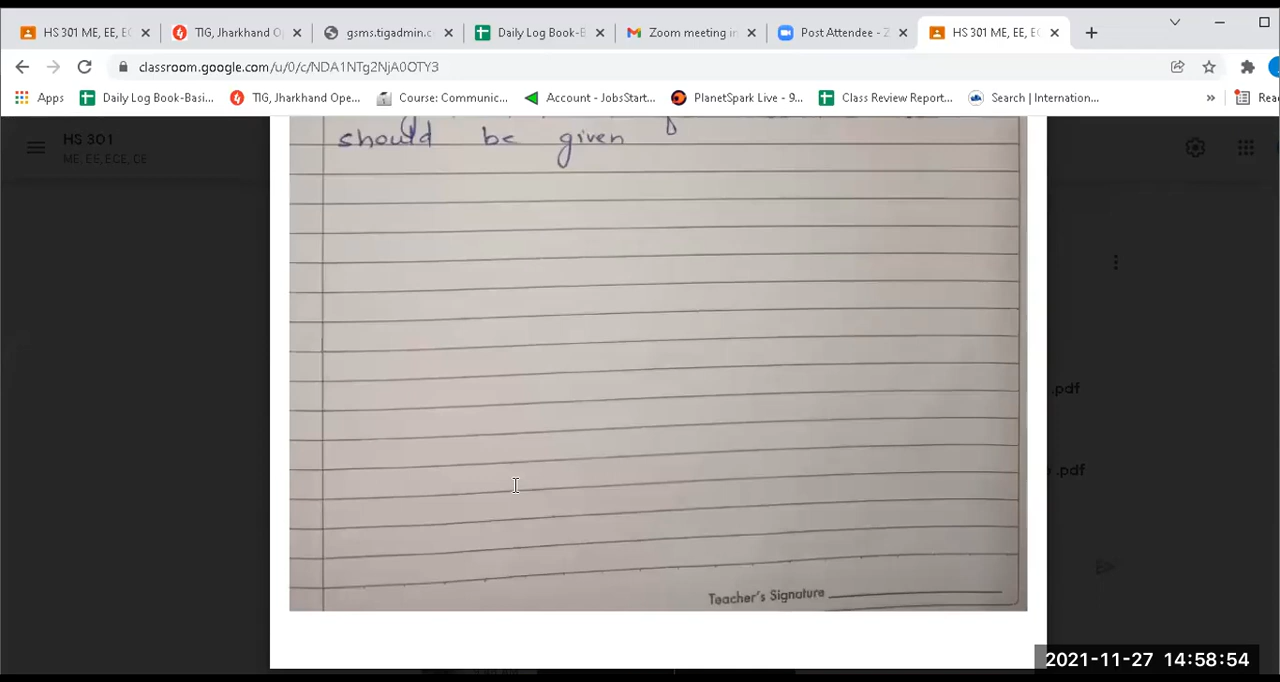 HS 301 ME, EE, EC
TIG, Jharkhand O
gsms.tigadmin.c
Daily Log Book-B
Zoom meeting in
Post Attendee - Z
HS 301 ME, EE, EC
classroom.google.com/u/0/c/NDA1NTg2NjA0OTY3
Apps
Daily Log Book-Basi...
TIG, Jharkhand Ope...
Course: Communic...
Account - JobsStart...
PlanetSpark Live - 9...
Class Review Report...
Search | Internation...
»
Rea
HS 301
ME, EE, ECE, CE
should be given
.pdf
.pdf
Teacher's Signature
2021-11-27 14:58:54